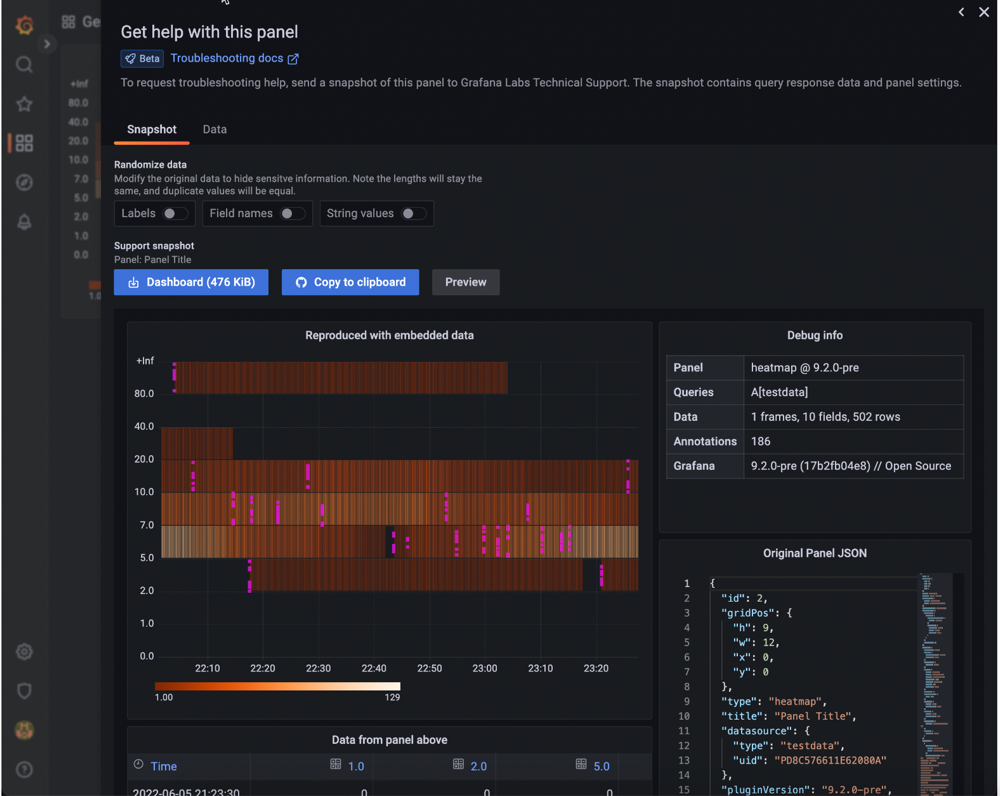 Ge
Get help with this panel
Beta Troubleshooting docs
To request troubleshooting help, send a snapshot of this panel to Grafana Labs Technical Support. The snapshot contains query response data and panel settings.
Snapshot Data
Randomize data
Modify the original data to hide sensitve information. Note the lengths will stay the
same, and duplicate values will be equal.
Labels Field names String values
Support snapshot
Panel: Panel Title
Dashboard (476 KiB) Copy to clipboard Preview
+Inf
80.0
40.0
20.0
10.0
7.0
5.0
2.0
1.0
0.0
1.0
Reproduced with embedded data
+Inf
80.0
40.0
20.0
10.0
7.0
5.0
2.0
1.0
0.0
22:10 22:20 22:30 22:40 22:50 23:00 23:10 23:20
1.00 129
Debug info
Panel heatmap @ 9.2.0-pre
Queries A[testdata]
Data 1 frames, 10 fields, 502 rows
Annotations 186
Grafana 9.2.0-pre (17b2fb04e8) // Open Source
Original Panel JSON
1 {
2 "id": 2,
3 "gridPos": {
4 "h": 9,
5 "w": 12,
6 "x": 0,
7 "y": 0
8 },
9 "type": "heatmap",
10 "title": "Panel Title",
11 "datasource": {
12 "type": "testdata",
13 "uid": "PD8C576611E62080A"
14 },
15 "pluginVersion": "9.2.0-pre",
Data from panel above
Time 1.0 2.0 5.0
2022-06-05 21:23:30 0 0 0